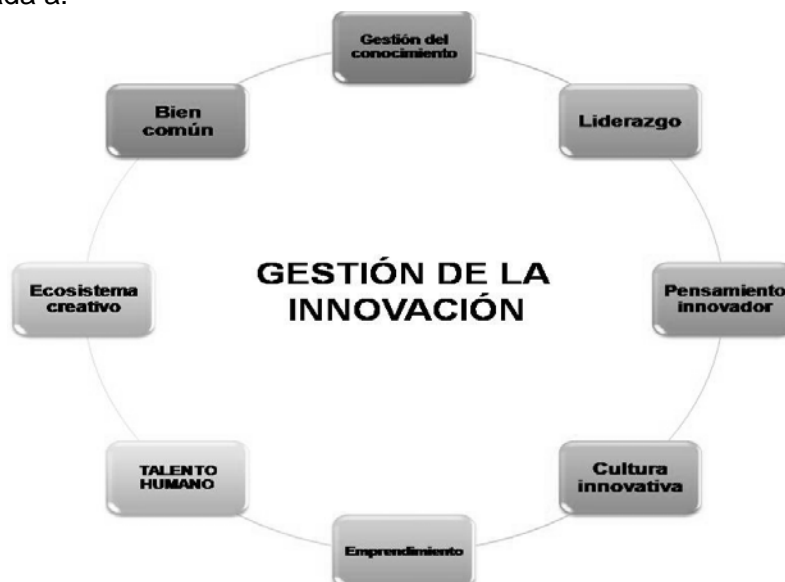 Gestión del
conocimiento
Liderazgo
Pensamiento
innovador
Cultura
innovativa
Emprendimiento
TALENTO
HUMANO
Ecosistema
creativo
Bien
común
GESTIÓN DE LA
INNOVACIÓN